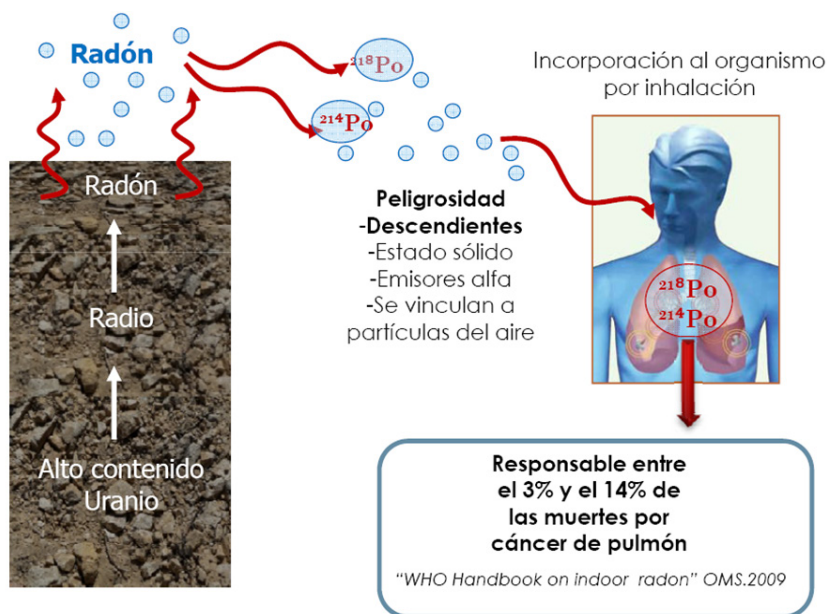 Radón
²¹⁸Po
²¹⁴Po
Incorporación al organismo
por inhalación
Radón
Radio
Alto contenido
Uranio
Peligrosidad
-Descendientes
-Estado sólido
-Emisores alfa
-Se vinculan a
partículas del aire
²¹⁸Po
²¹⁴Po
Responsable entre
el 3% y el 14% de
las muertes por
cáncer de pulmón
“WHO Handbook on indoor radon” OMS.2009